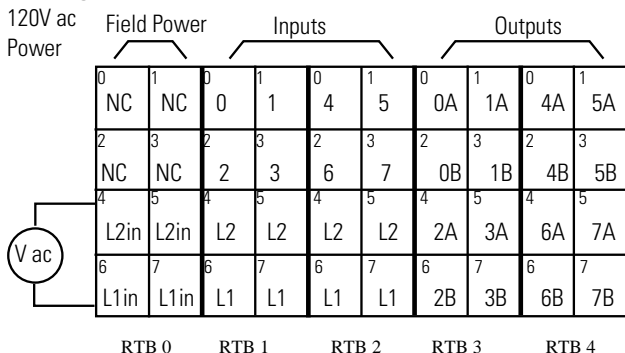 120V ac
Power
Field Power Inputs Outputs
0 1 0 1 0 1 0 1 0 1
NC NC 0 1 4 5 0A 1A 4A 5A
2 3 2 3 2 3 2 3 2 3
NC NC 2 3 6 7 0B 1B 4B 5B
4 5 4 5 4 5 4 5 4 5
L2in L2in L2 L2 L2 L2 2A 3A 6A 7A
V ac
6 7 6 7 6 7 6 7 6 7
L1in L1in L1 L1 L1 L1 2B 3B 6B 7B
RTB 0 RTB 1 RTB 2 RTB 3 RTB 4